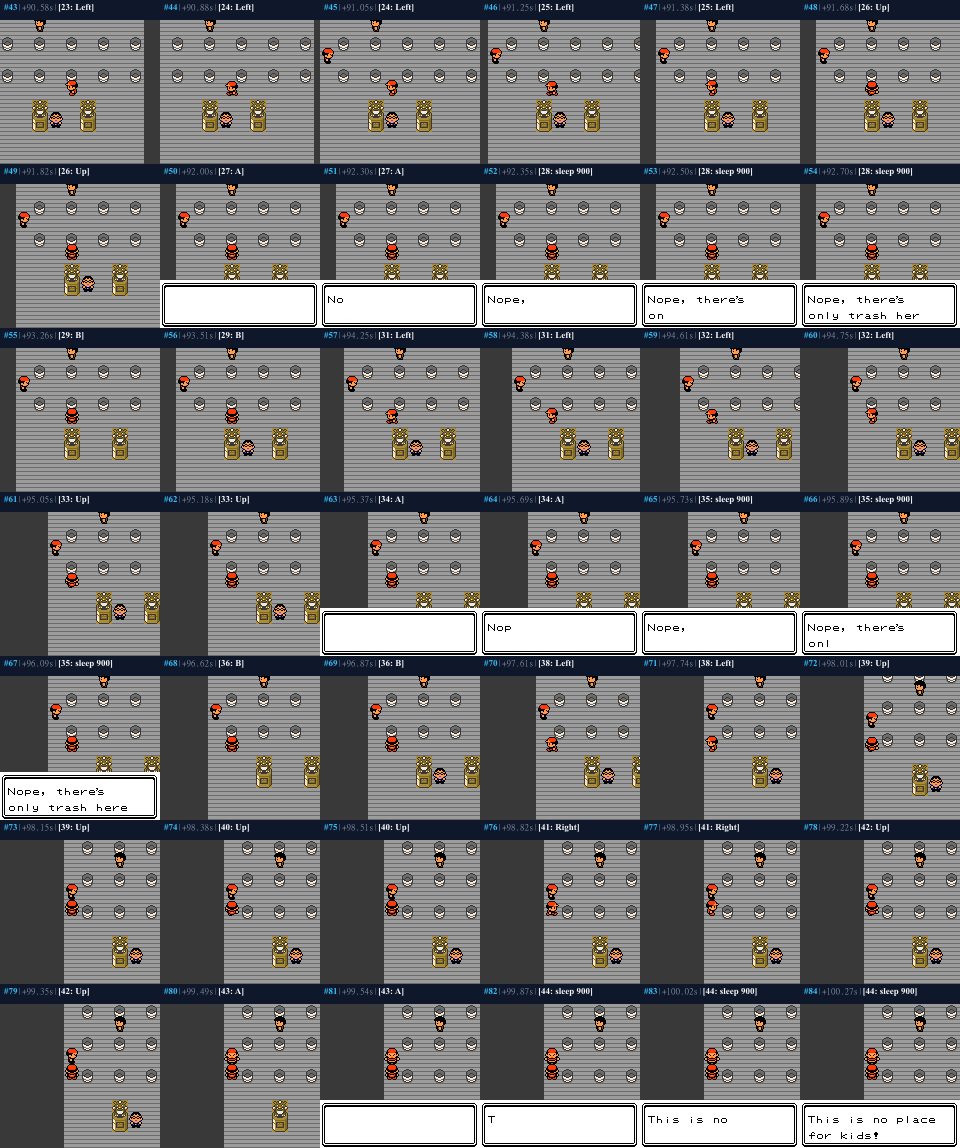 #43|+90.58s| [23: Left]
#44|+90.88s| [24: Left]
#45|+91.05s| [24: Left]
#46|+91.25s| [25: Left]
#47|+91.38s| [25: Left]
#48|+91.68s| [26: Up]
#49|+91.82s| [26: Up]
#50|+92.00s| [27: A]
#51|+92.30s| [27: A]
#52|+92.35s| [28: sleep 900]
#53|+92.50s| [28: sleep 900]
#54|+92.70s| [28: sleep 900]
No
Nope,
Nope, there's
on
Nope, there's
only trash her
#55|+93.26s| [29: B]
#56|+93.51s| [29: B]
#57|+94.25s| [31: Left]
#58|+94.38s| [31: Left]
#59|+94.61s| [32: Left]
#60|+94.75s| [32: Left]
#61|+95.05s| [33: Up]
#62|+95.18s| [33: Up]
#63|+95.37s| [34: A]
#64|+95.69s| [34: A]
#65|+95.73s| [35: sleep 900]
#66|+95.89s| [35: sleep 900]
Nop
Nope,
Nope, there's
onl
#67|+96.09s| [35: sleep 900]
#68|+96.62s| [36: B]
#69|+96.87s| [36: B]
#70|+97.61s| [38: Left]
#71|+97.74s| [38: Left]
#72|+98.01s| [39: Up]
Nope, there's
only trash here
#73|+98.15s| [39: Up]
#74|+98.38s| [40: Up]
#75|+98.51s| [40: Up]
#76|+98.82s| [41: Right]
#77|+98.95s| [41: Right]
#78|+99.22s| [42: Up]
#79|+99.35s| [42: Up]
#80|+99.49s| [43: A]
#81|+99.54s| [43: A]
#82|+99.87s| [44: sleep 900]
#83|+100.02s| [44: sleep 900]
#84|+100.27s| [44: sleep 900]
T
This is no
This is no place
for kids!